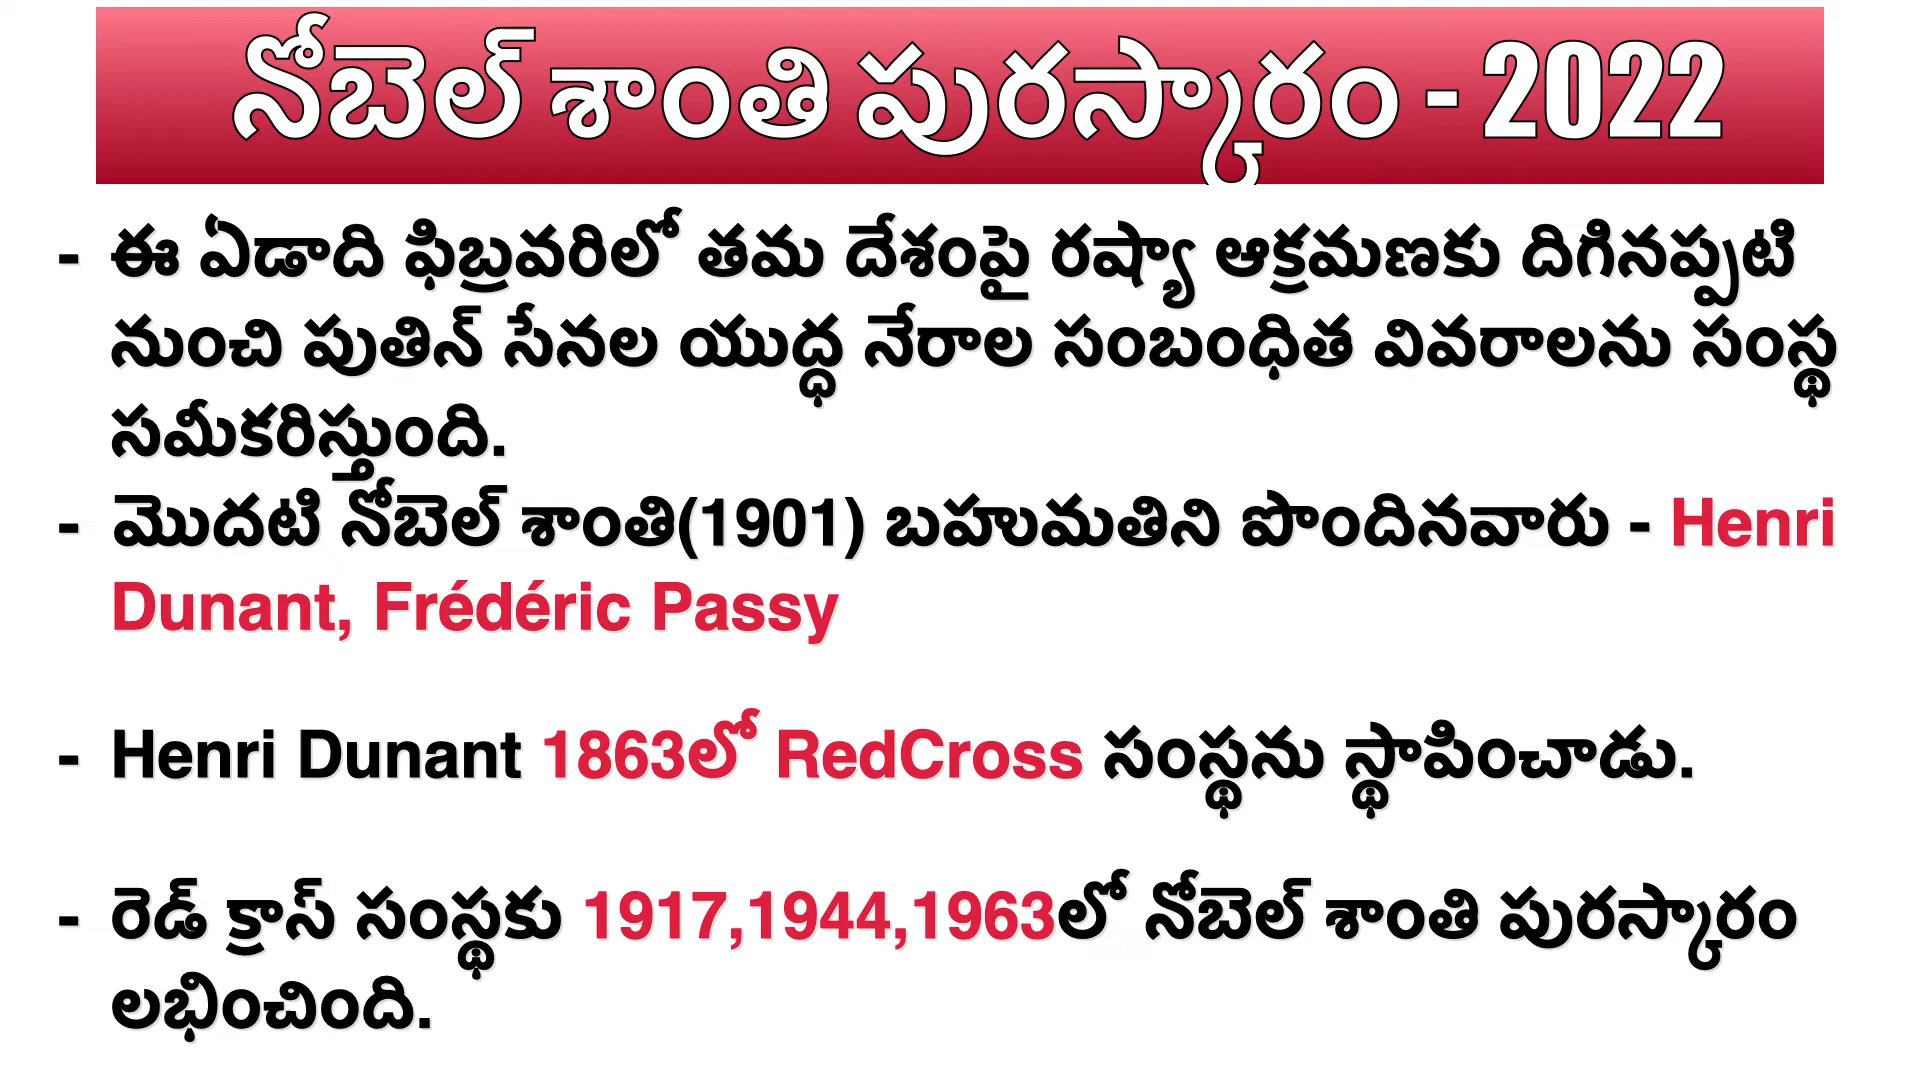 నోబెల్ శాంతి పురస్కారం - 2022
- ఈ ఏడాది ఫిబ్రవరిలో తమ దేశంపై రష్యా ఆక్రమణకు దిగినప్పటి
నుంచి పుతిన్ సేనల యుద్ధ నేరాల సంబంధిత వివరాలను సంస్థ
సమీకరిస్తుంది.
- మొదటి నోబెల్ శాంతి(1901) బహుమతిని పొందినవారు - Henri
Dunant, Frédéric Passy
- Henri Dunant 1863లో RedCross సంస్థను స్థాపించాడు.
- రెడ్ క్రాస్ సంస్థకు 1917,1944,1963లో నోబెల్ శాంతి పురస్కారం
లభించింది.